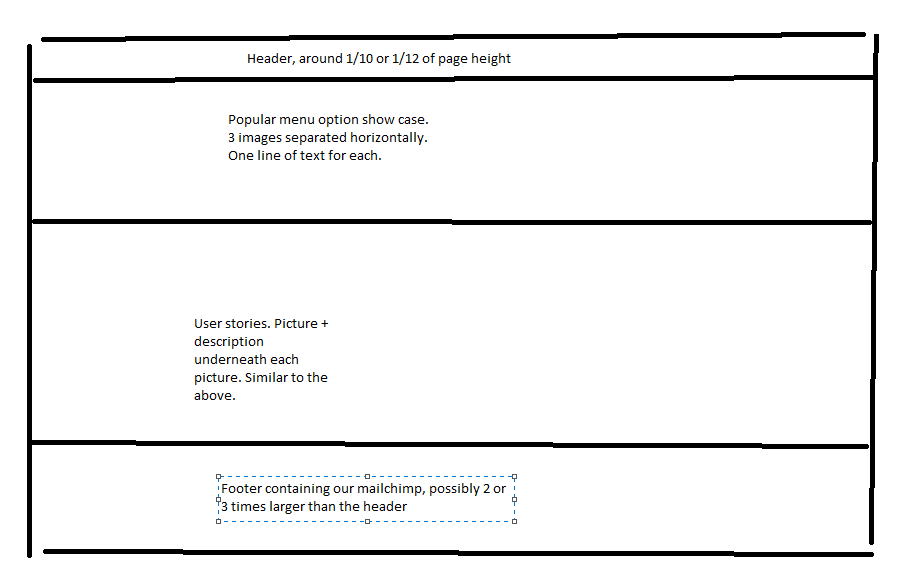 Header, around 1/10 or 1/12 of page height
Popular menu option show case.
3 images separated horizontally.
One line of text for each.
User stories. Picture +
description
underneath each
picture. Similar to the
above.
Footer containing our mailchimp, possibly 2 or
3 times larger than the header